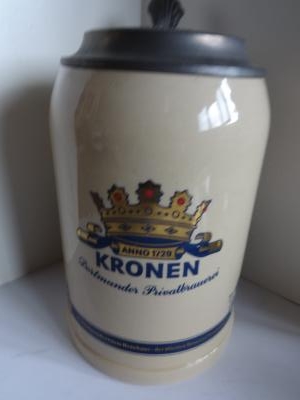 ANNO 1729
KRONEN
Dortmunder Privatbrauerei